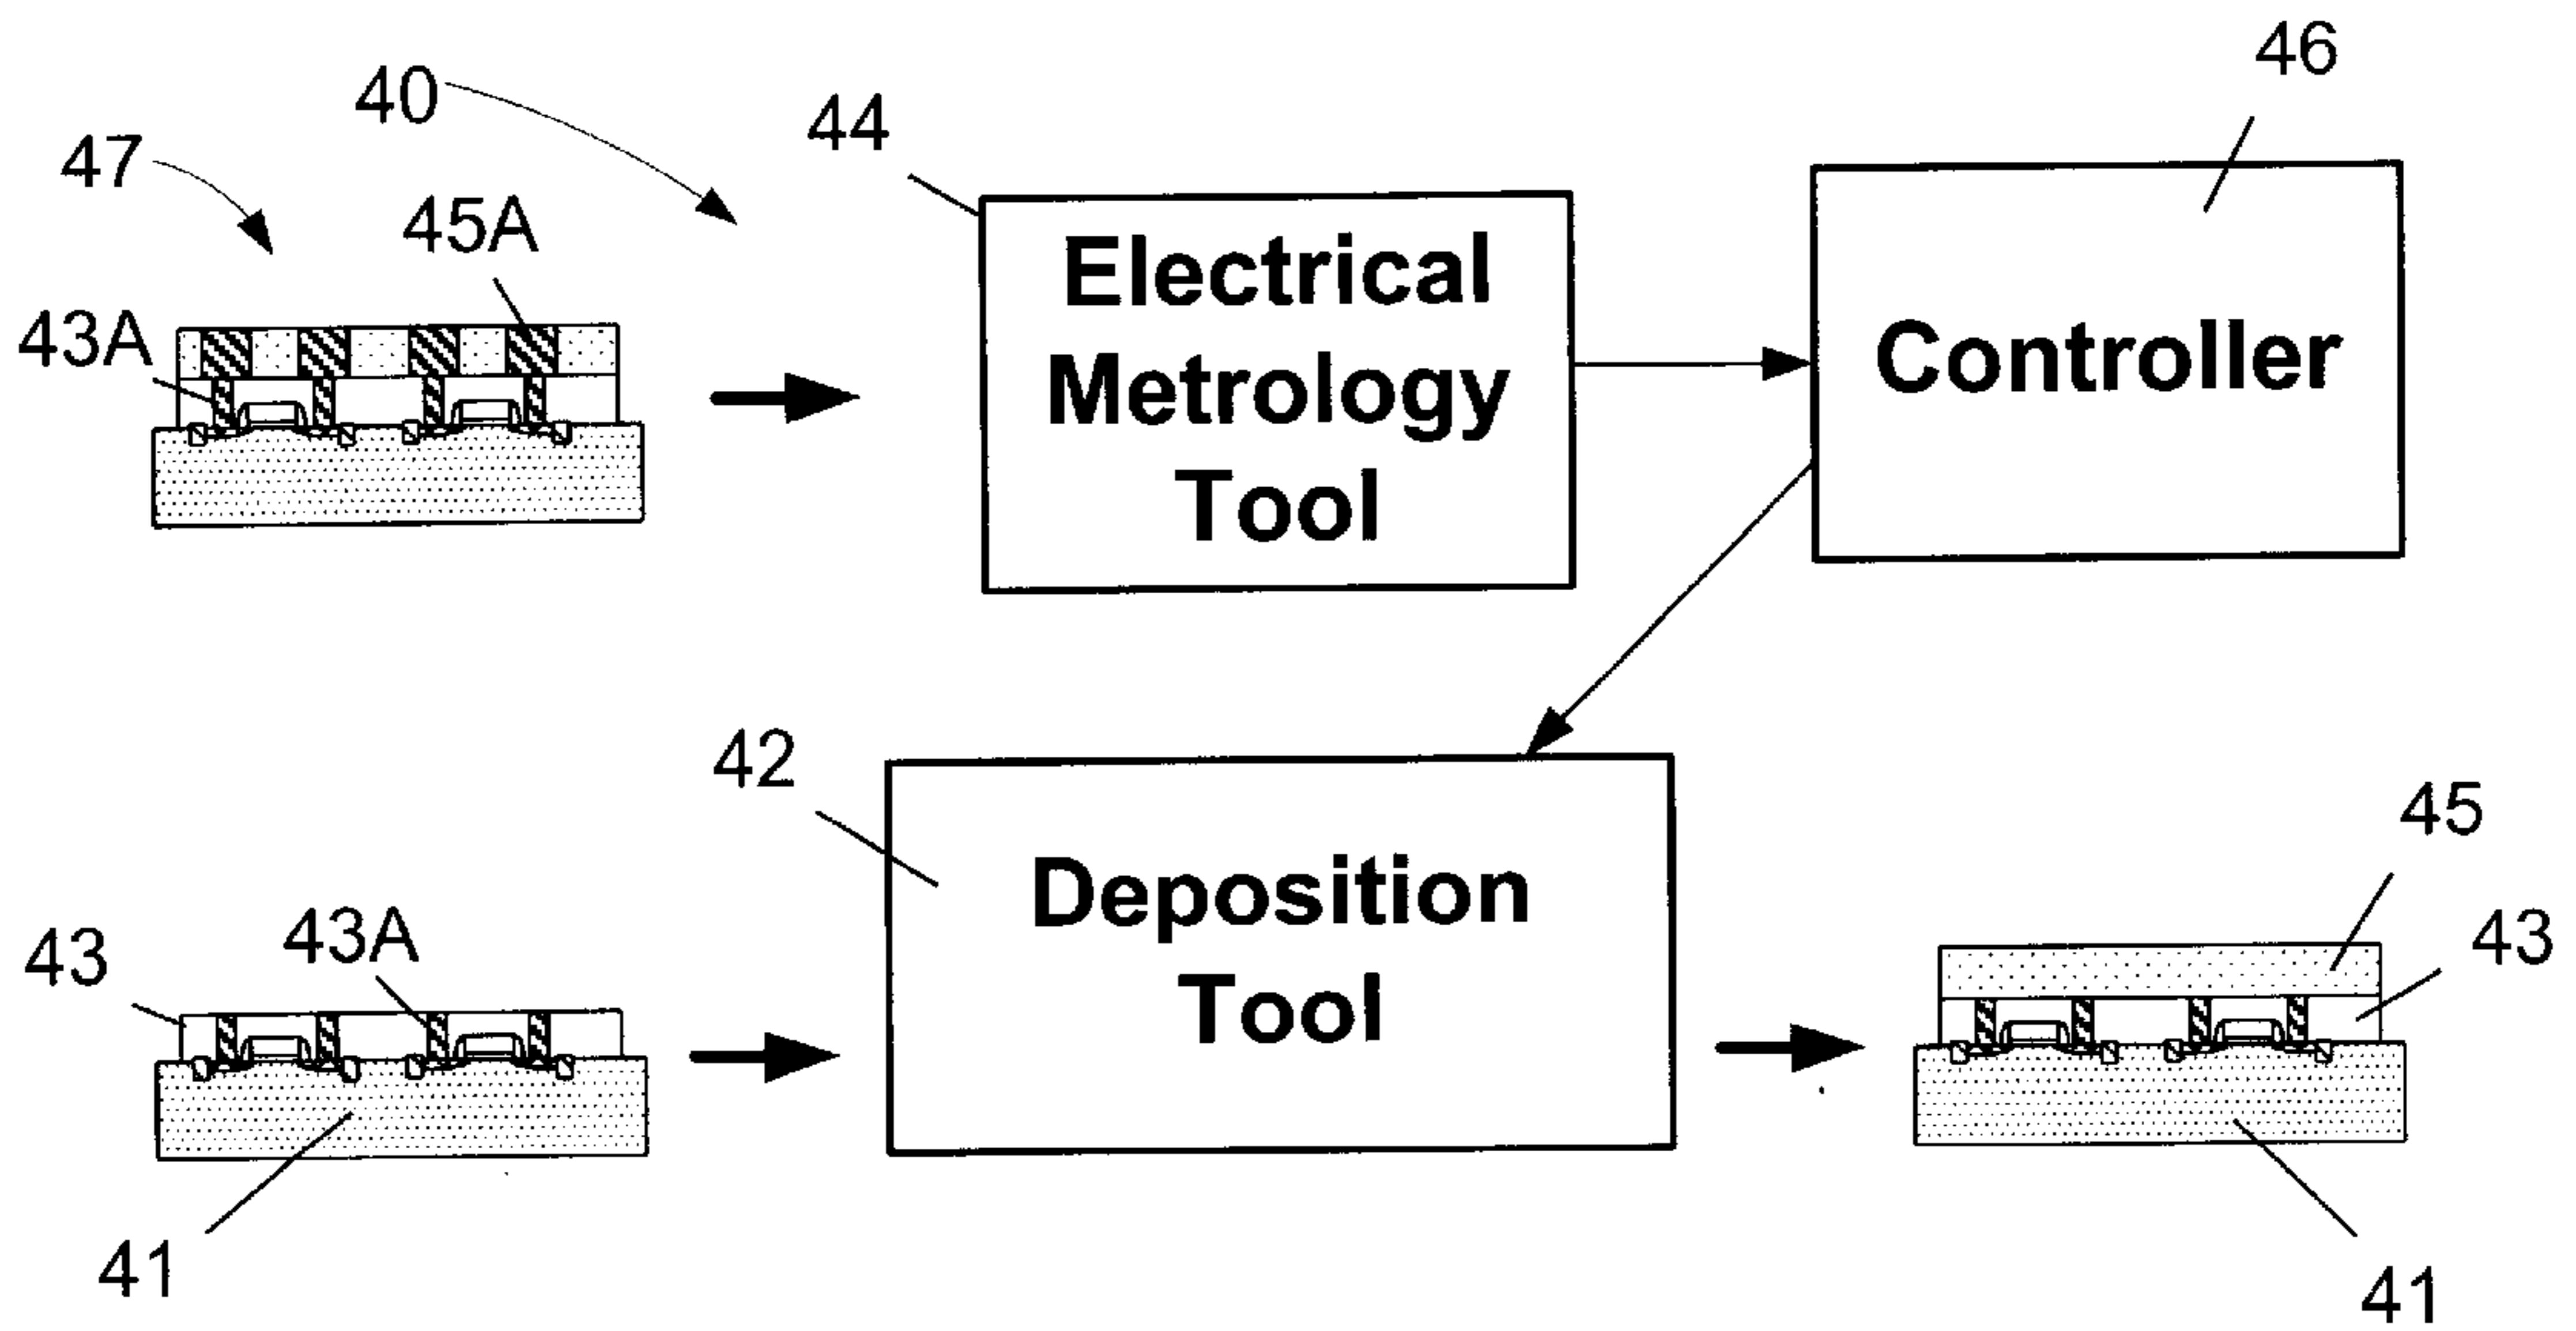 46
40
44
47
45A
43A
Electrical
Metrology
Tool
Controller
42
45
Deposition
Tool
43
43A
43
41
41